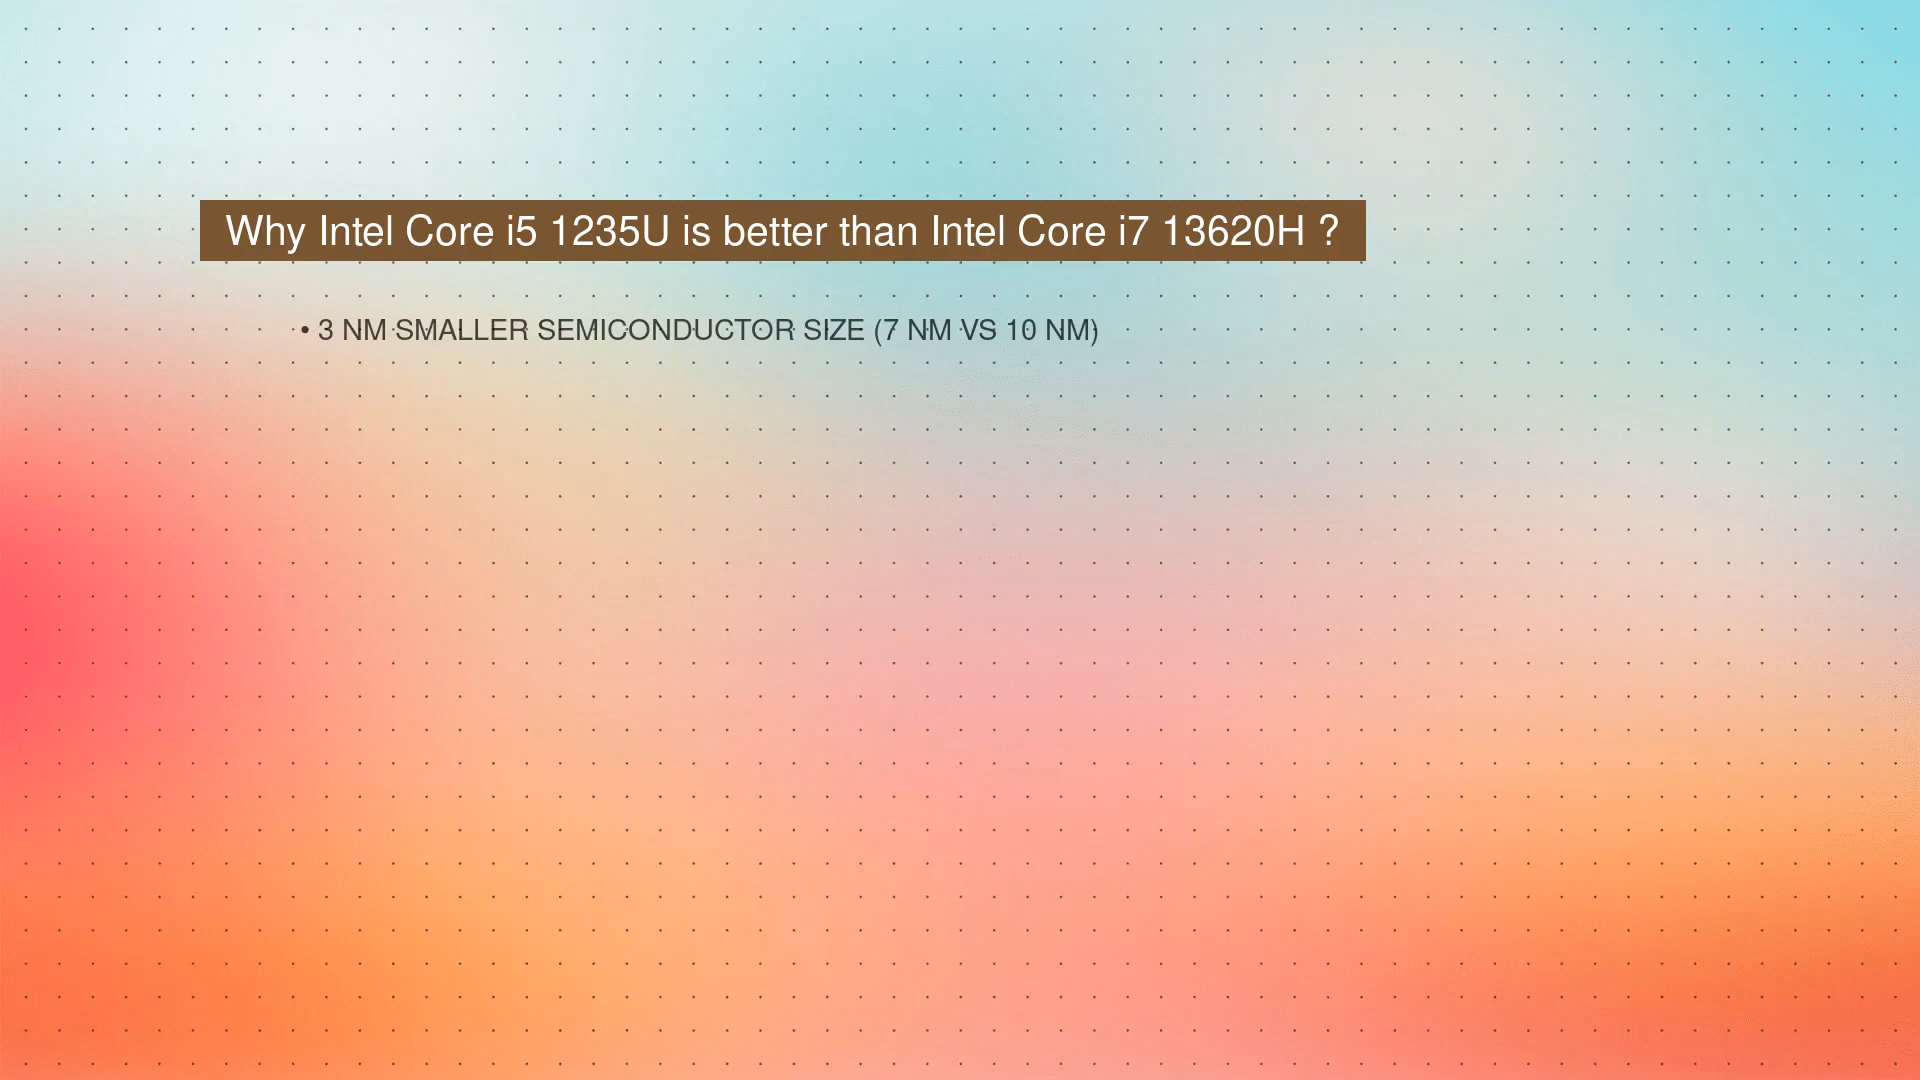 Why Intel Core i5 1235U is better than Intel Core i7 13620H ?
• 3 NM SMALLER SEMICONDUCTOR SIZE (7 NM VS 10 NM)